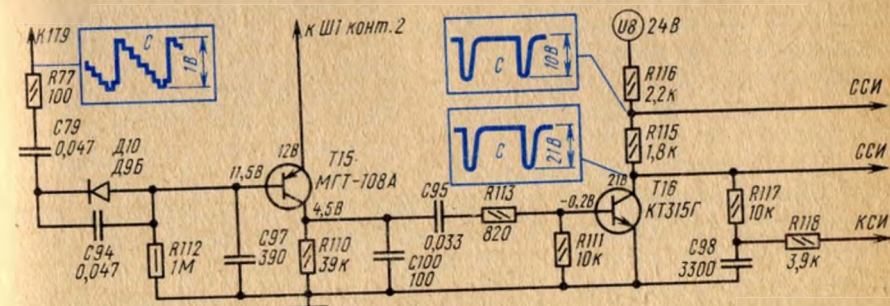 К1Т9
С
1В
R77
100
С79
0,047
Д10
Д9Б
С94
0,047
R112
1М
11,5В
С97
390
к Ш1 конт.2
12В
Т15
МГТ-108А
4,5В
R110
39к
С100
100
С95
0,033
R113
820
С
10В
С
21В
-0,2В
R111
10к
U8
24В
R116
2,2к
ССИ
R115
1,8к
ССИ
21В
Т16
КТ315Г
R117
10к
С98
3300
R118
3,9к
КСИ